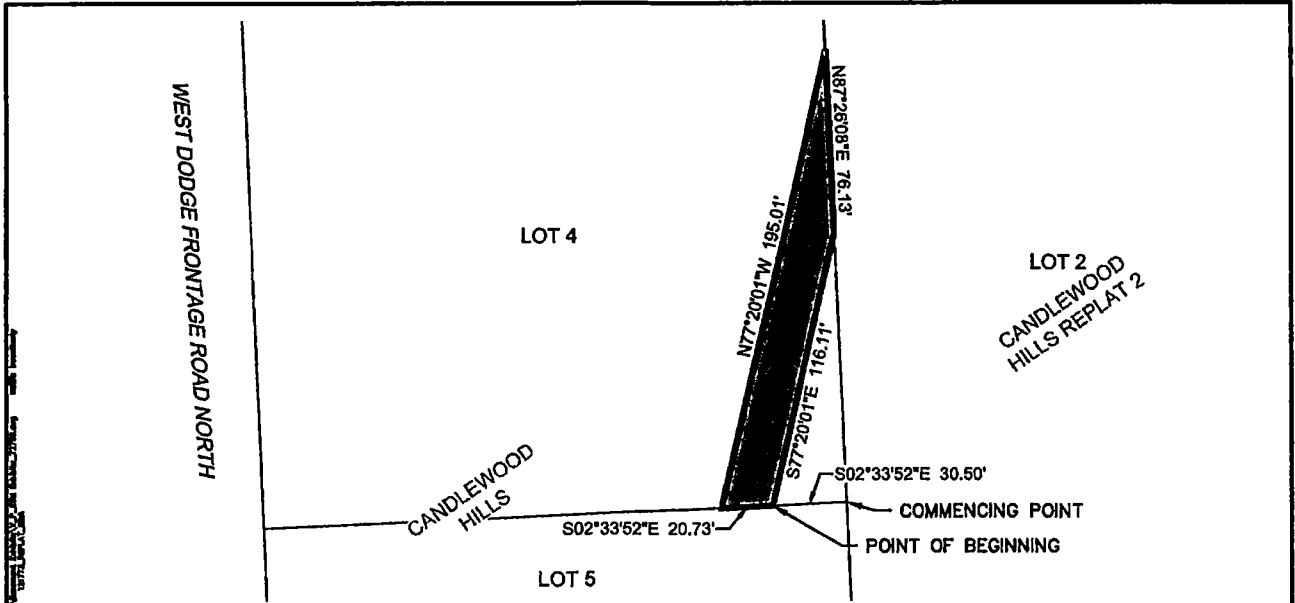 WEST DODGE FRONTAGE ROAD NORTH
LOT 4
N87°26'08"E 76.13'
N77°20'01"W 195.01'
S77°20'01"E 116.11'
LOT 2
CANDLEWOOD
HILLS REPLAT 2
CANDLEWOOD
HILLS
S02°33'52"E 30.50'
COMMENCING POINT
S02°33'52"E 20.73'
POINT OF BEGINNING
LOT 5